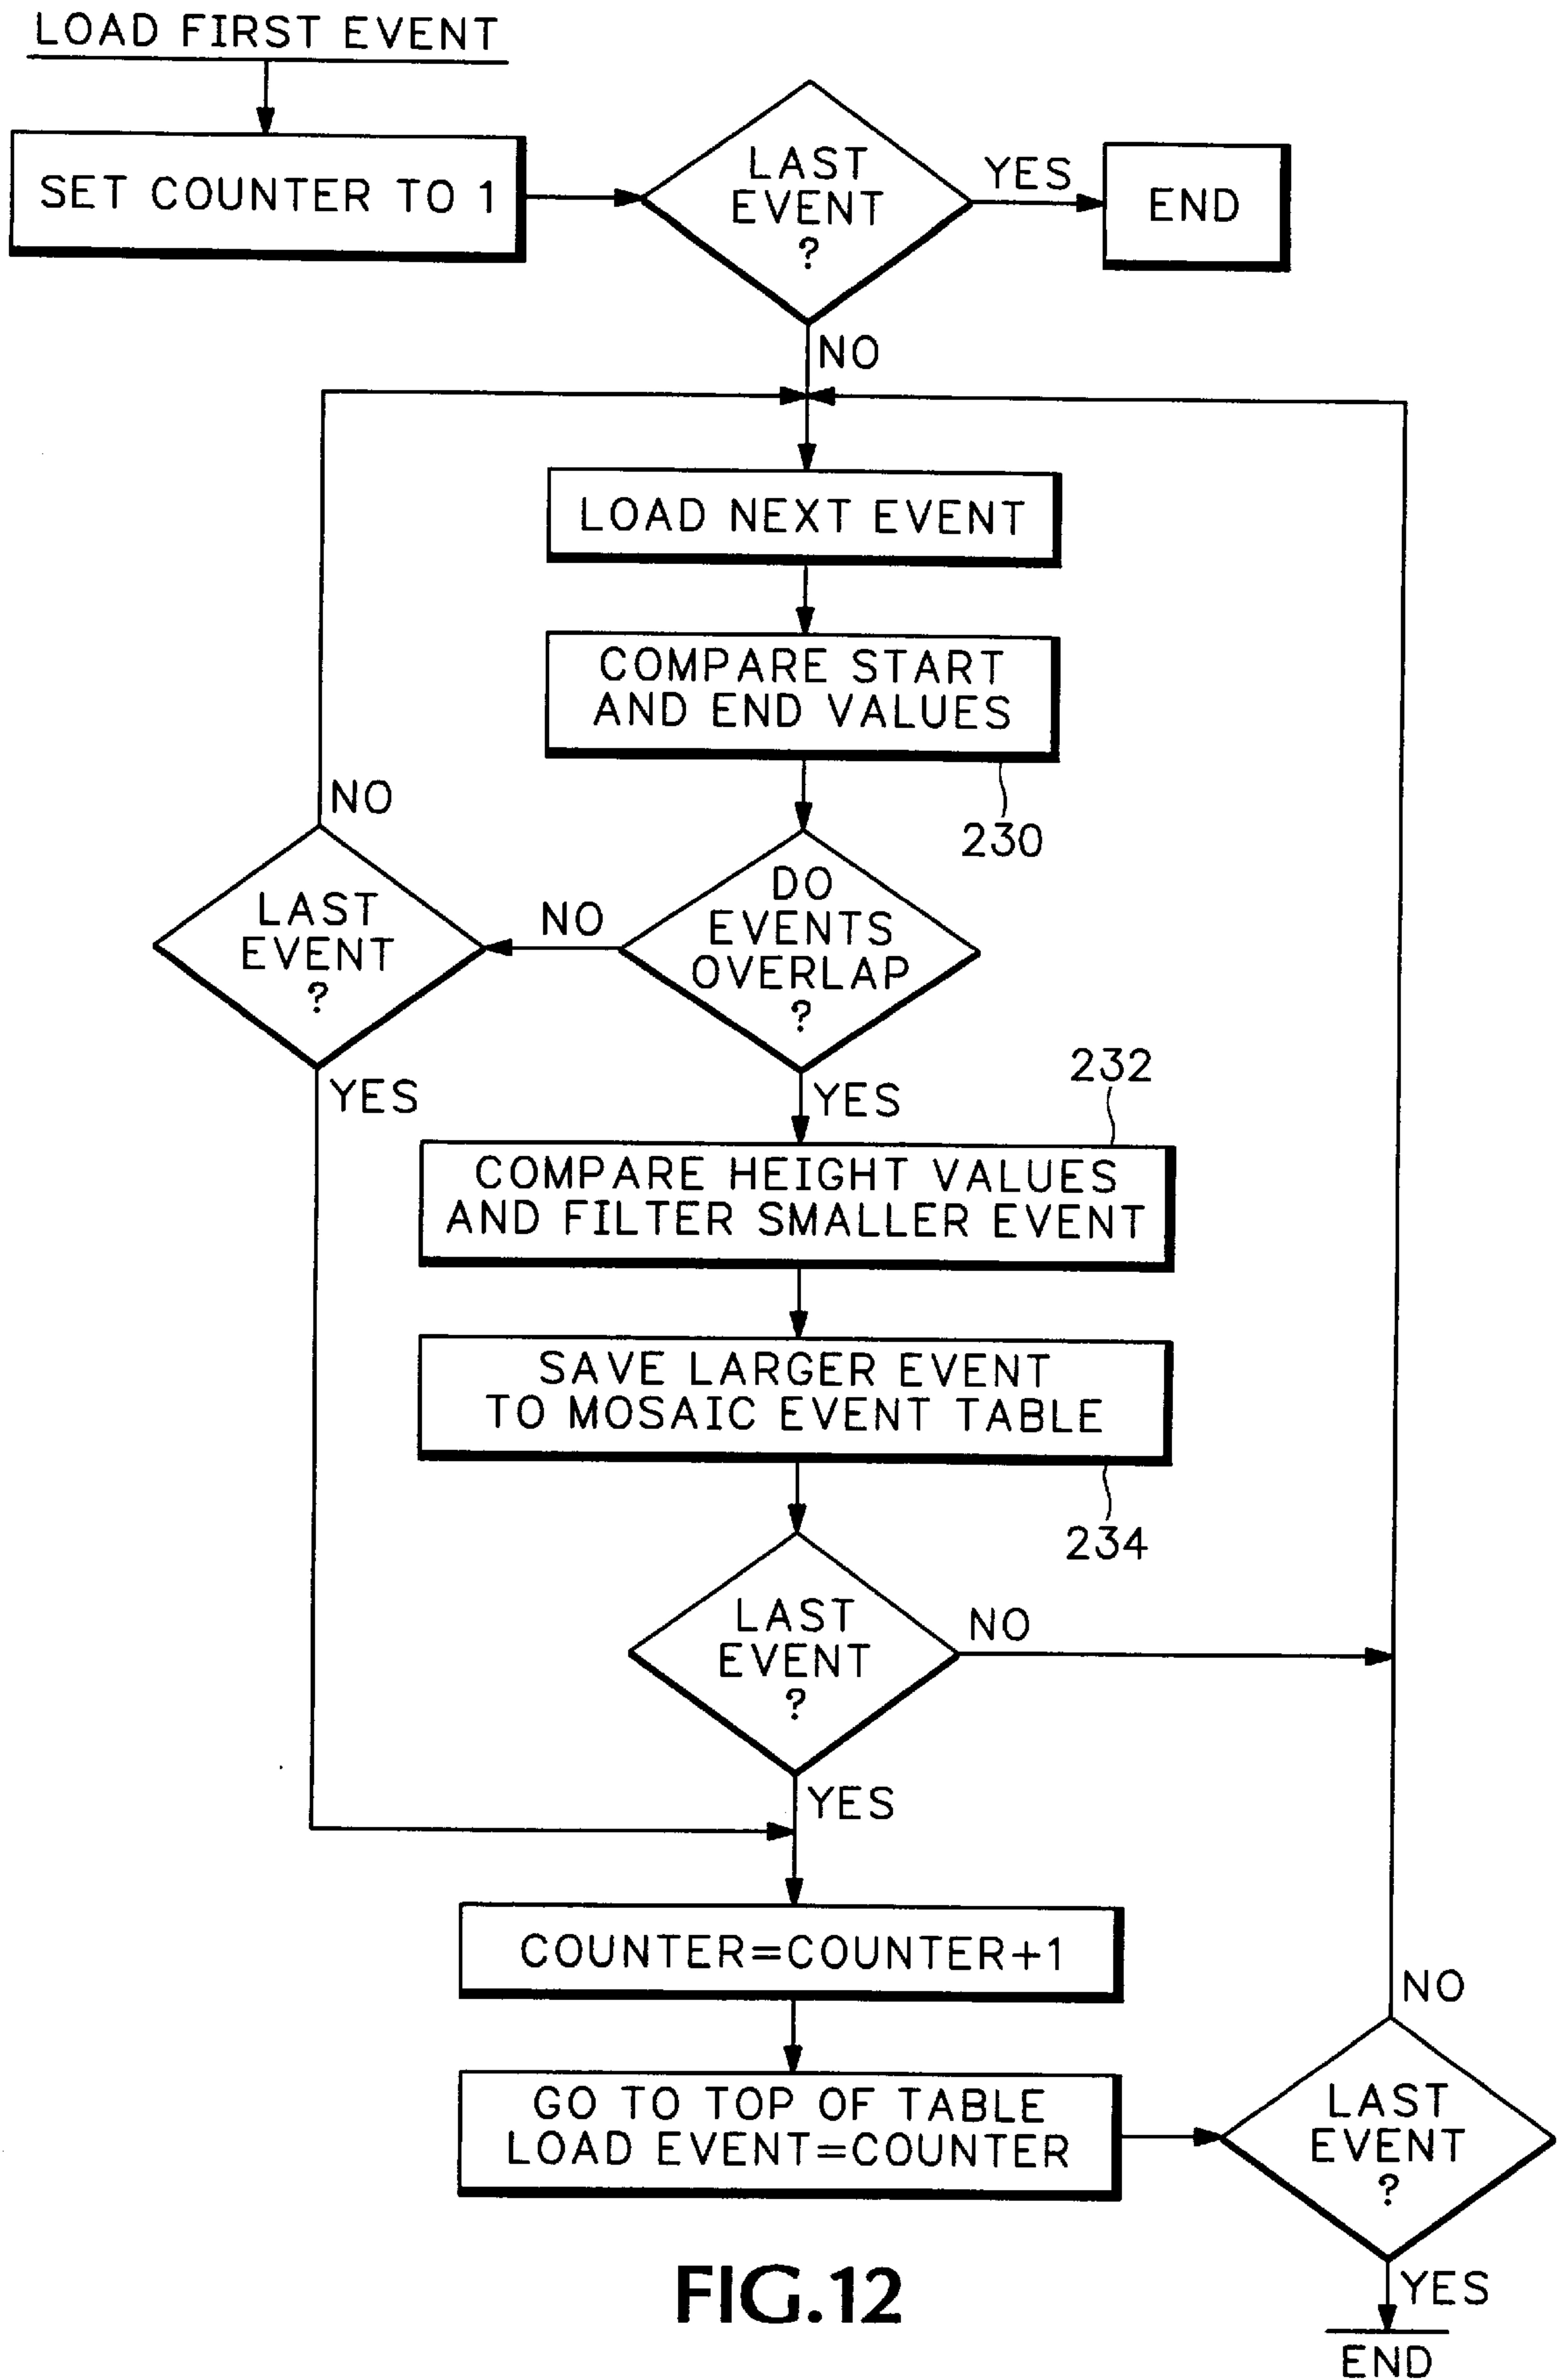 LOAD FIRST EVENT
SET COUNTER TO 1
LAST
EVENT
?
YES
END
NO
LOAD NEXT EVENT
COMPARE START
AND END VALUES
230
NO
LAST
EVENT
?
NO
DO
EVENTS
OVERLAP
?
YES
YES
232
COMPARE HEIGHT VALUES
AND FILTER SMALLER EVENT
SAVE LARGER EVENT
TO MOSAIC EVENT TABLE
234
LAST
EVENT
?
NO
YES
COUNTER=COUNTER+1
GO TO TOP OF TABLE
LOAD EVENT=COUNTER
NO
LAST
EVENT
?
YES
END
FIG.12